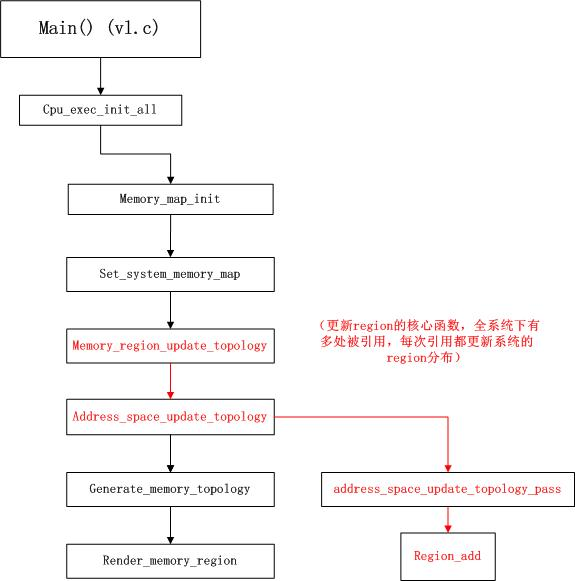 Main() (vl.c)
Cpu_exec_init_all
Memory_map_init
Set_system_memory_map
Memory_region_update_topology
（更新region的核心函数，全系统下有
多处被引用，每次引用都更新系统的
region分布）
Address_space_update_topology
Generate_memory_topology
address_space_update_topology_pass
Render_memory_region
Region_add